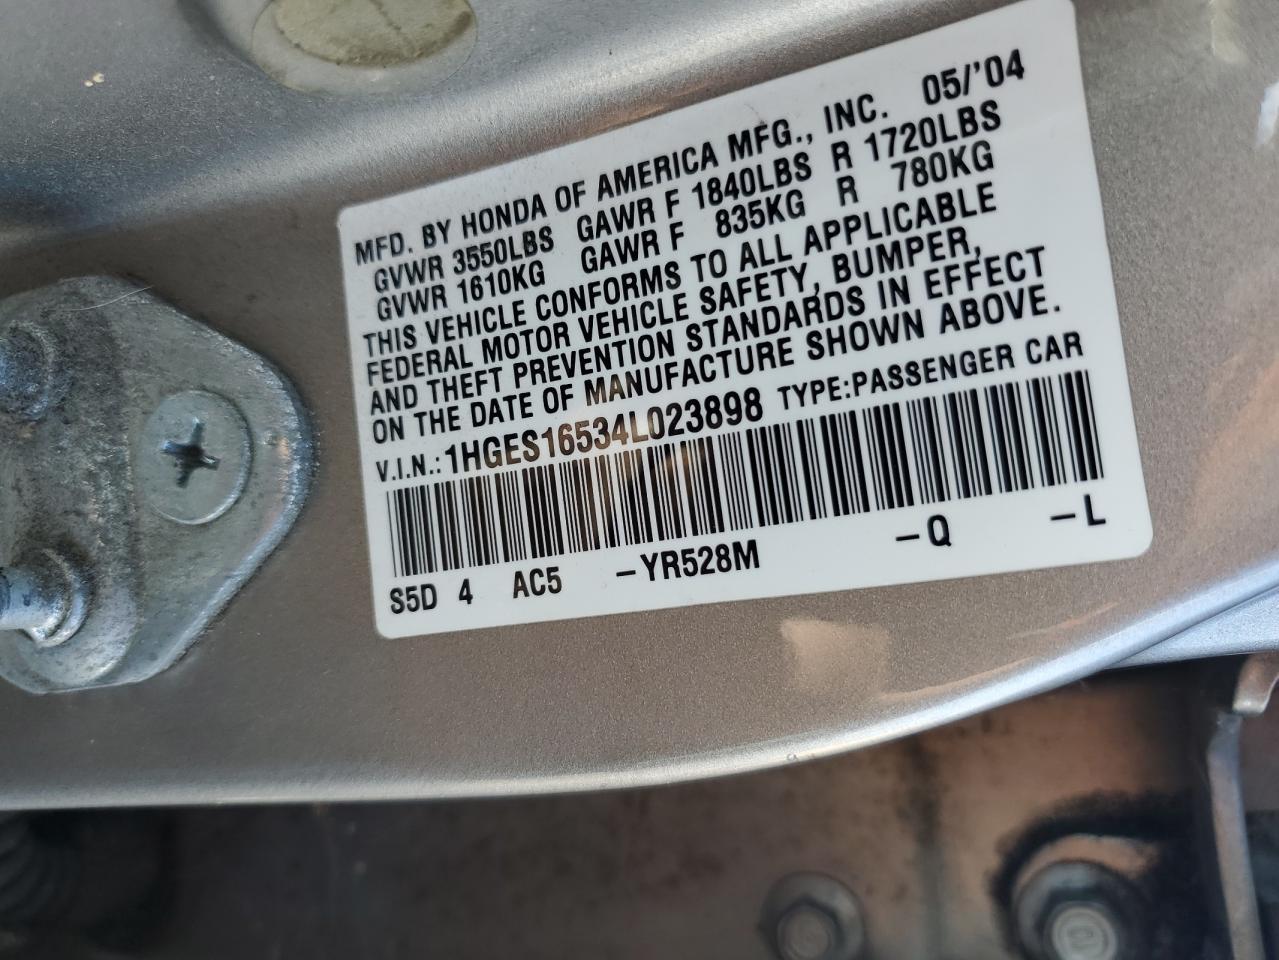 MFD. BY HONDA OF AMERICA MFG., INC. 05/'04
GVWR 3550LBS GAWR F 1840LBS R 1720LBS
GVWR 1610KG GAWR F 835KG R 780KG
THIS VEHICLE CONFORMS TO ALL APPLICABLE
FEDERAL MOTOR VEHICLE SAFETY, BUMPER,
AND THEFT PREVENTION STANDARDS IN EFFECT
ON THE DATE OF MANUFACTURE SHOWN ABOVE.
V.I.N.: 1HGES16534L023898 TYPE:PASSENGER CAR
S5D 4 AC5 -YR528M -Q -L